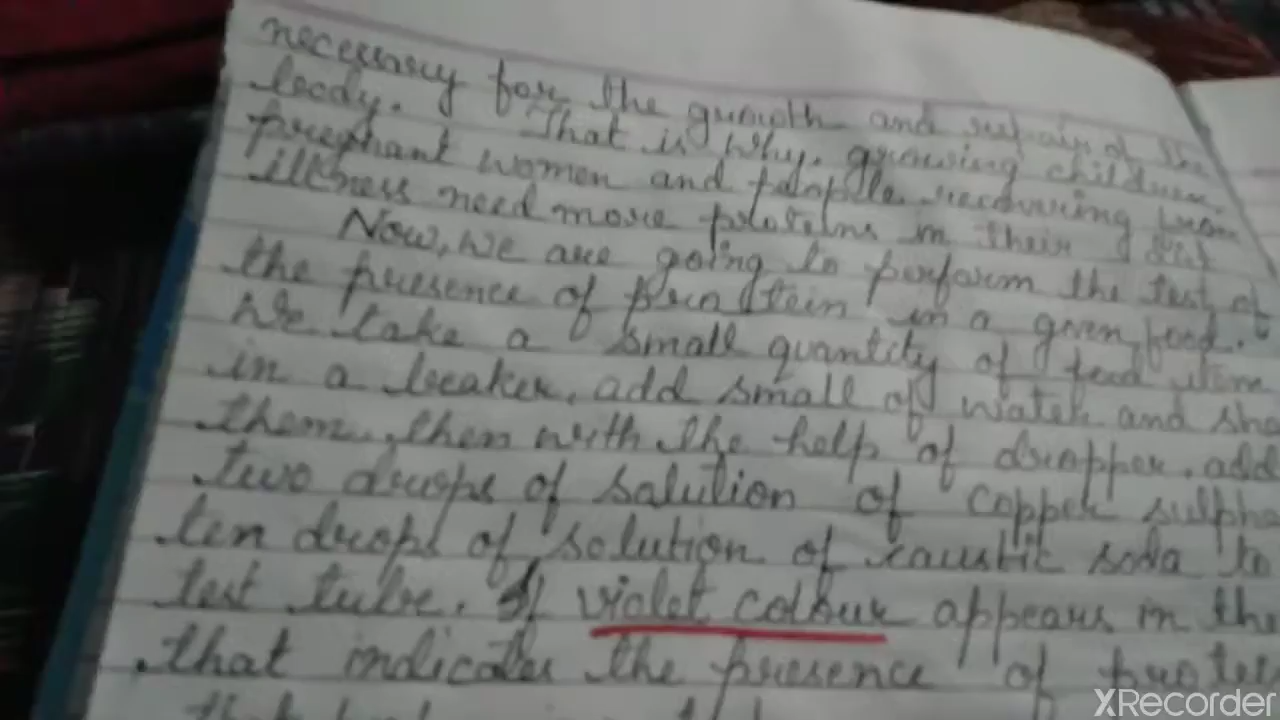 necessary for the growth and repair of the
body. That is why. growing children.
pregnant women and people recovering from
illness need more proteins in their diet
Now, we are going to perform the test of
the presence of protein in a given food.
We take a small quantity of food item
in a beaker, add small of water and sha
them, then with the help of dropper. add
two drops of salution of copper sulpha
ten drops of solution of caustic soda to
test tube. If violet colour appears in the
that indicates the presence of protei
XRecorder